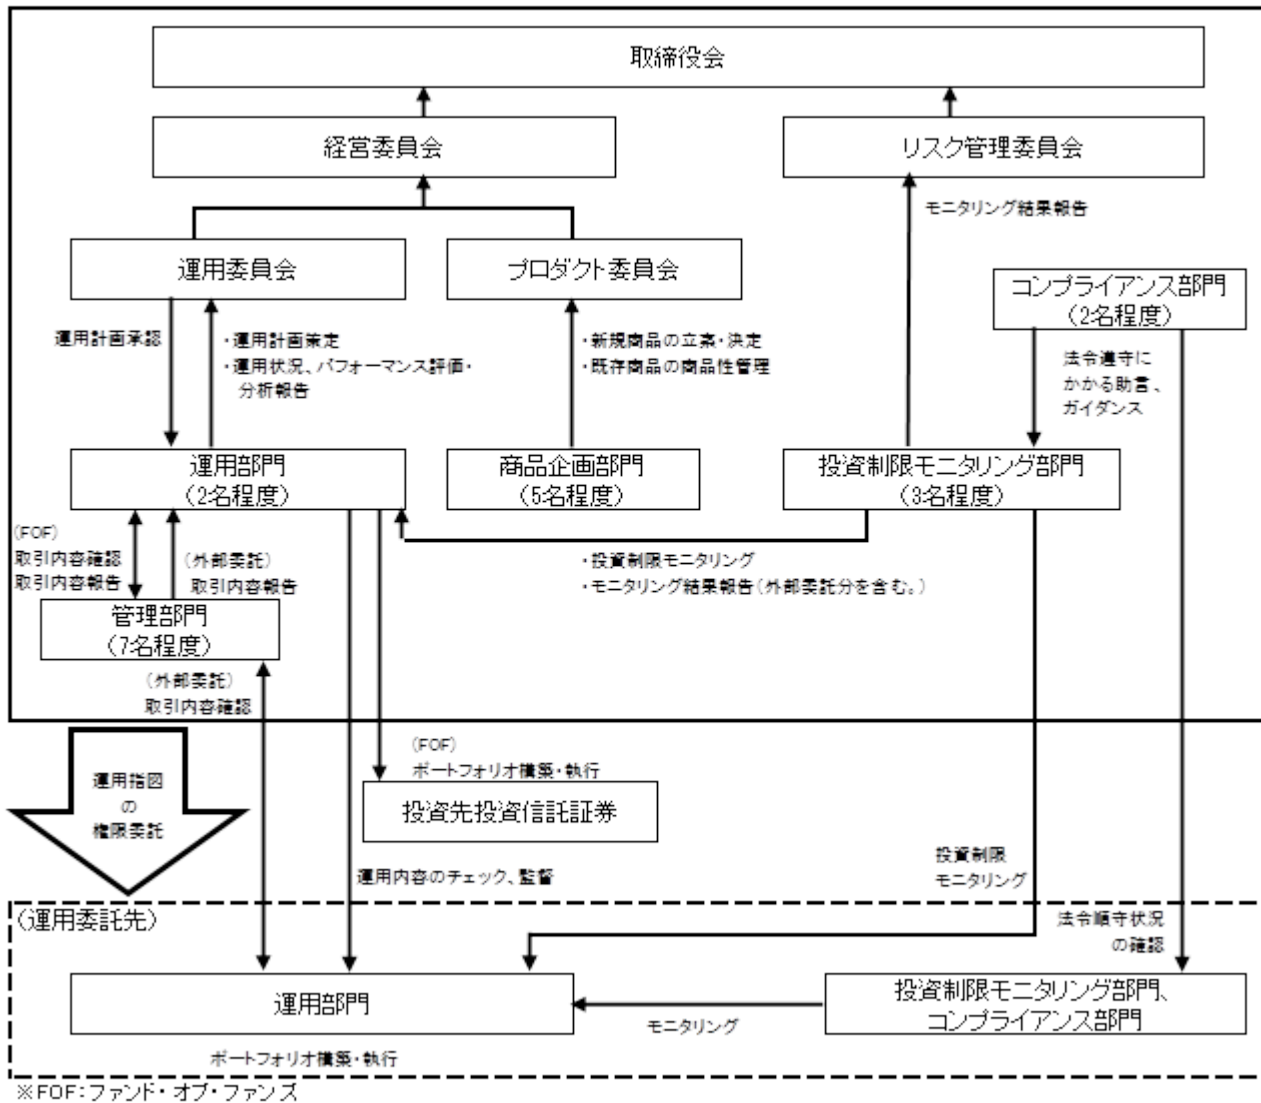 取締役会
経営委員会
リスク管理委員会
モニタリング結果報告
運用委員会
プロダクト委員会
コンプライアンス部門
(2名程度)
運用計画承認
・運用計画策定
・運用状況、パフォーマンス評価・
分析報告
・新規商品の立案・決定
・既存商品の商品性管理
法令遵守に
かかる助言、
ガイダンス
運用部門
(2名程度)
商品企画部門
(5名程度)
投資制限モニタリング部門
(3名程度)
(FOF)
取引内容確認
取引内容報告
(外部委託)
取引内容報告
・投資制限モニタリング
・モニタリング結果報告(外部委託分を含む。)
管理部門
(7名程度)
(外部委託)
取引内容確認
運用指図
の
権限委託
(FOF)
ポートフォリオ構築・執行
投資先投資信託証券
運用内容のチェック、監督
投資制限
モニタリング
(運用委託先)
法令順守状況
の確認
運用部門
モニタリング
投資制限モニタリング部門、
コンプライアンス部門
ポートフォリオ構築・執行
※FOF:ファンド・オブ・ファンズ